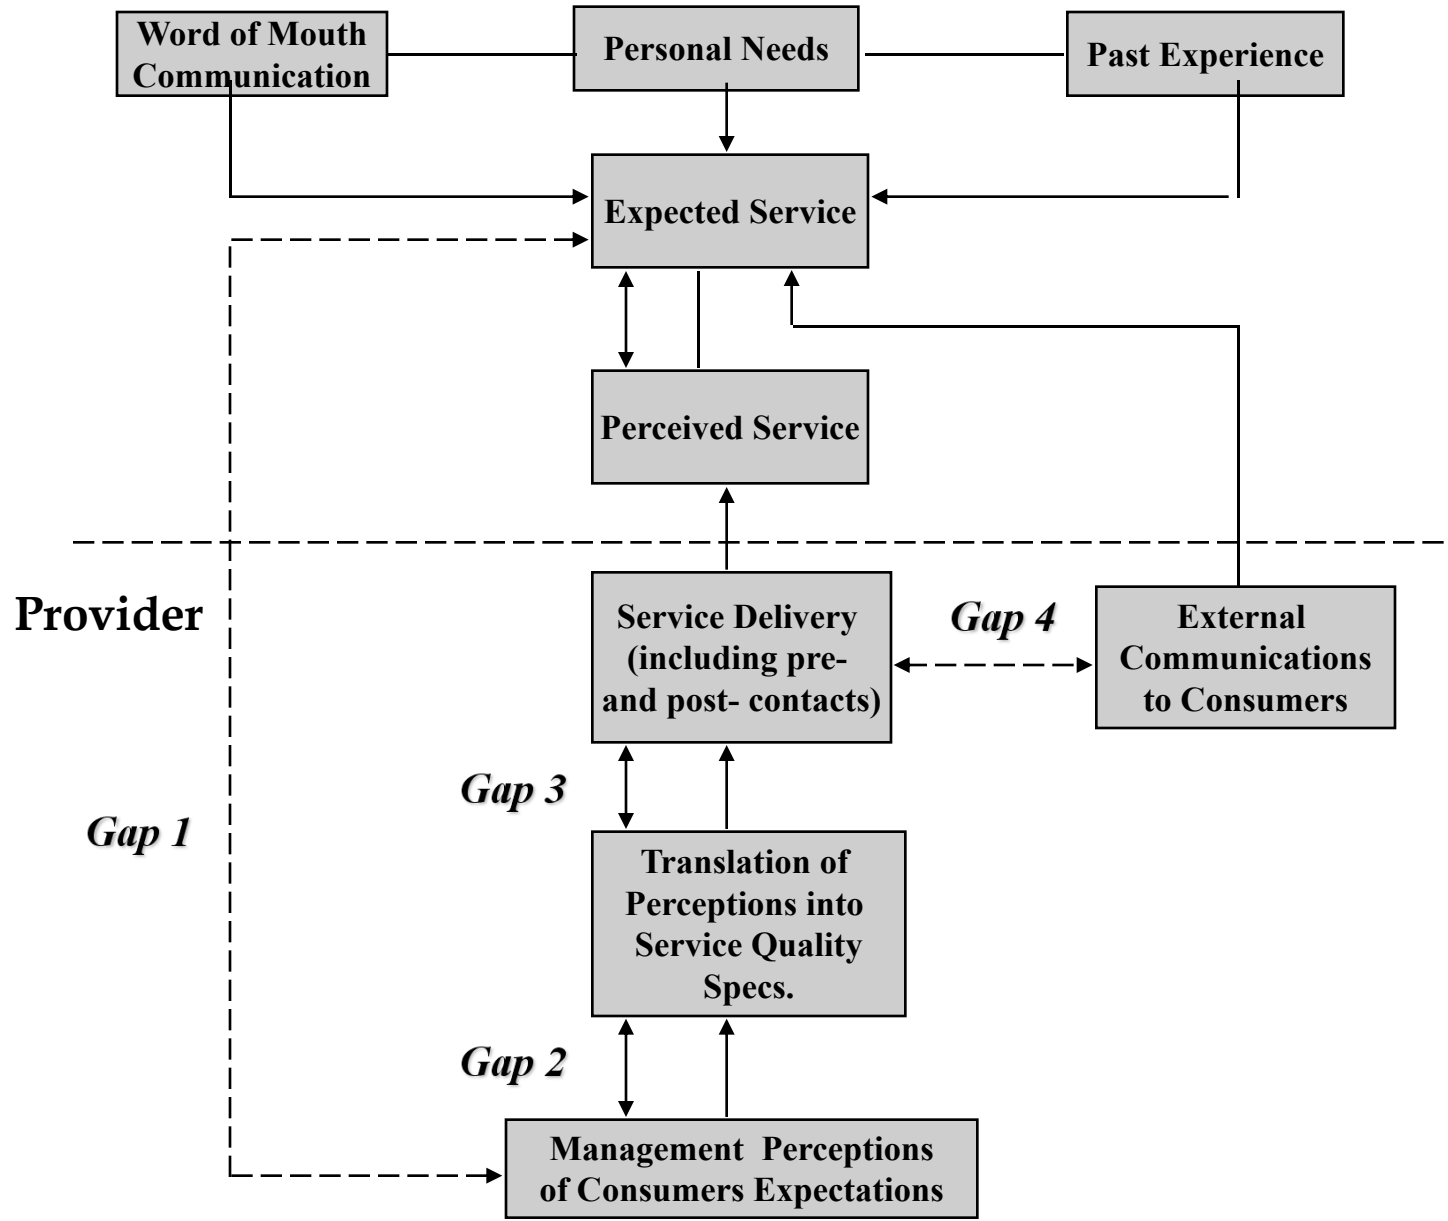 Word of Mouth
Communication
Personal Needs
Past Experience
Expected Service
Perceived Service
Provider
Service Delivery
(including pre-
and post- contacts)
Gap 4
External
Communications
to Consumers
Gap 3
Gap 1
Translation of
Perceptions into
Service Quality
Specs.
Gap 2
Management Perceptions
of Consumers Expectations